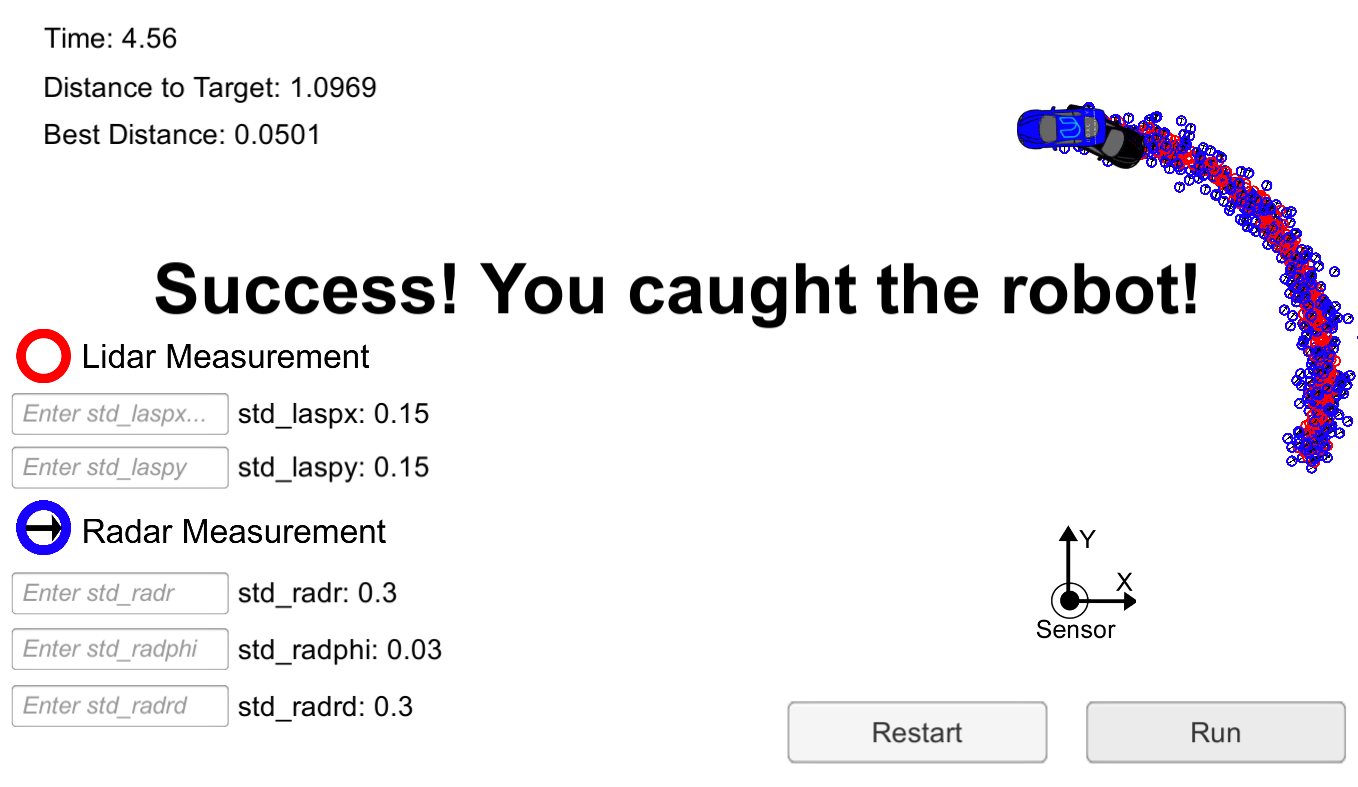 Time: 4.56
Distance to Target: 1.0969
Best Distance: 0.0501
Success! You caught the robot!
Lidar Measurement
Enter std_laspx... std_laspx: 0.15
Enter std_laspy std_laspy: 0.15
Radar Measurement
Enter std_radr std_radr: 0.3
Enter std_radphi std_radphi: 0.03
Enter std_radrd std_radrd: 0.3
Y
X
Sensor
Restart Run